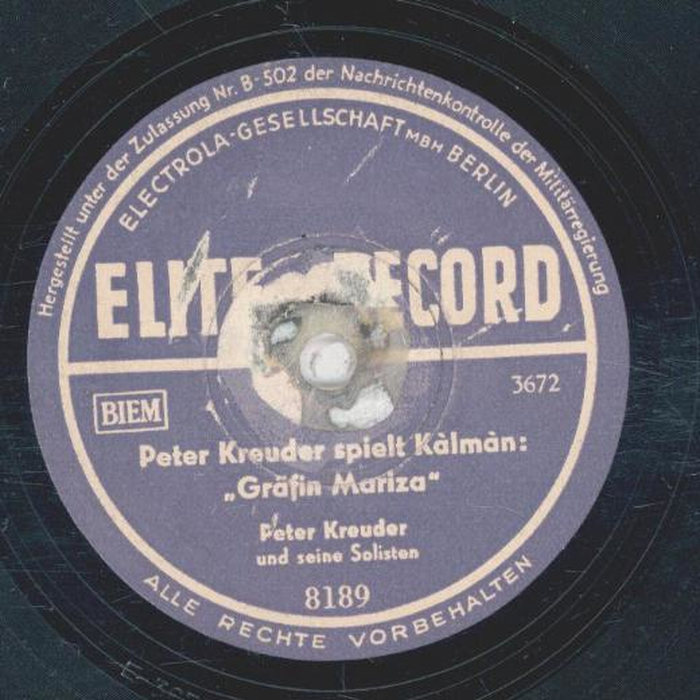 Hergestellt unter der Zulassung Nr. B-502 der Nachrichtenkontrolle der Militärregierung
ELECTROLA-GESELLSCHAFT MBH BERLIN
ELITE RECORD
BIEM
3672
Peter Kreuder spielt Kàlmàn:
„Gräfin Mariza“
Peter Kreuder
und seine Solisten
8189
ALLE RECHTE VORBEHALTEN